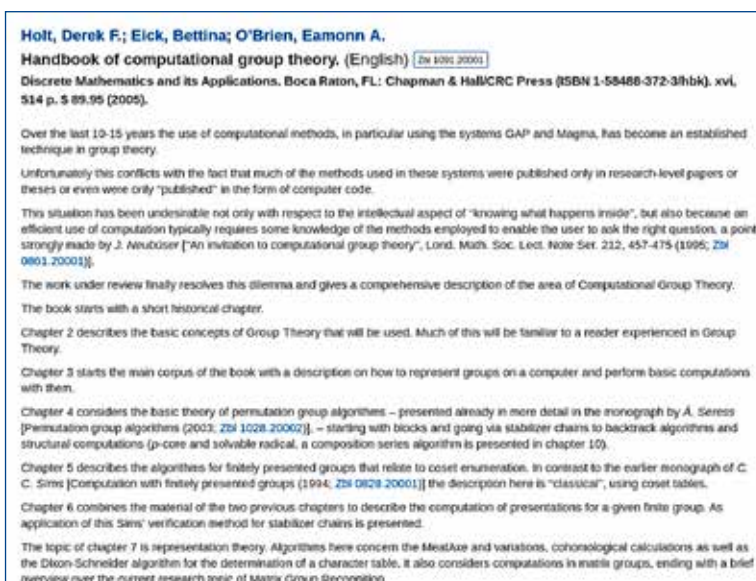 Holt, Derek F.; Eick, Bettina; O'Brien, Eamonn A.
Handbook of computational group theory. (English) Zbl 1091.20001
Discrete Mathematics and its Applications. Boca Raton, FL: Chapman & Hall/CRC Press (ISBN 1-58488-372-3/hbk). xvi,
514 p. $ 89.95 (2005).
Over the last 10-15 years the use of computational methods, in particular using the systems GAP and Magma, has become an established
technique in group theory.
Unfortunately this conflicts with the fact that much of the methods used in these systems were published only in research-level papers or
theses or even were only "published" in the form of computer code.
This situation has been undesirable not only with respect to the intellectual aspect of "knowing what happens inside", but also because an
efficient use of computation typically requires some knowledge of the methods employed to enable the user to ask the right question, a point
strongly made by J. Neubüser ["An invitation to computational group theory", Lond. Math. Soc. Lect. Note Ser. 212, 457-475 (1995; Zbl
0861.20001)].
The work under review finally resolves this dilemma and gives a comprehensive description of the area of Computational Group Theory.
The book starts with a short historical chapter.
Chapter 2 describes the basic concepts of Group Theory that will be used. Much of this will be familiar to a reader experienced in Group
Theory.
Chapter 3 starts the main corpus of the book with a description on how to represent groups on a computer and perform basic computations
with them.
Chapter 4 considers the basic theory of permutation group algorithms – presented already in more detail in the monograph by Á. Seress
[Permutation group algorithms (2003; Zbl 1028.20002)], – starting with blocks and going via stabilizer chains to backtrack algorithms and
structural computations (p-core and solvable radical, a composition series algorithm is presented in chapter 10).
Chapter 5 describes the algorithms for finitely presented groups that relate to coset enumeration. In contrast to the earlier monograph of C.
C. Sims [Computation with finitely presented groups (1994; Zbl 0828.20001)] the description here is "classical", using coset tables.
Chapter 6 combines the material of the two previous chapters to describe the computation of presentations for a given finite group. As
application of this Sims' verification method for stabilizer chains is presented.
The topic of chapter 7 is representation theory. Algorithms here concern the MeatAxe and variations, cohomological calculations as well as
the Dixon-Schneider algorithm for the determination of a character table. It also considers computations in matrix groups, ending with a brief
overview over the current research topic of Matrix Group Recognition.